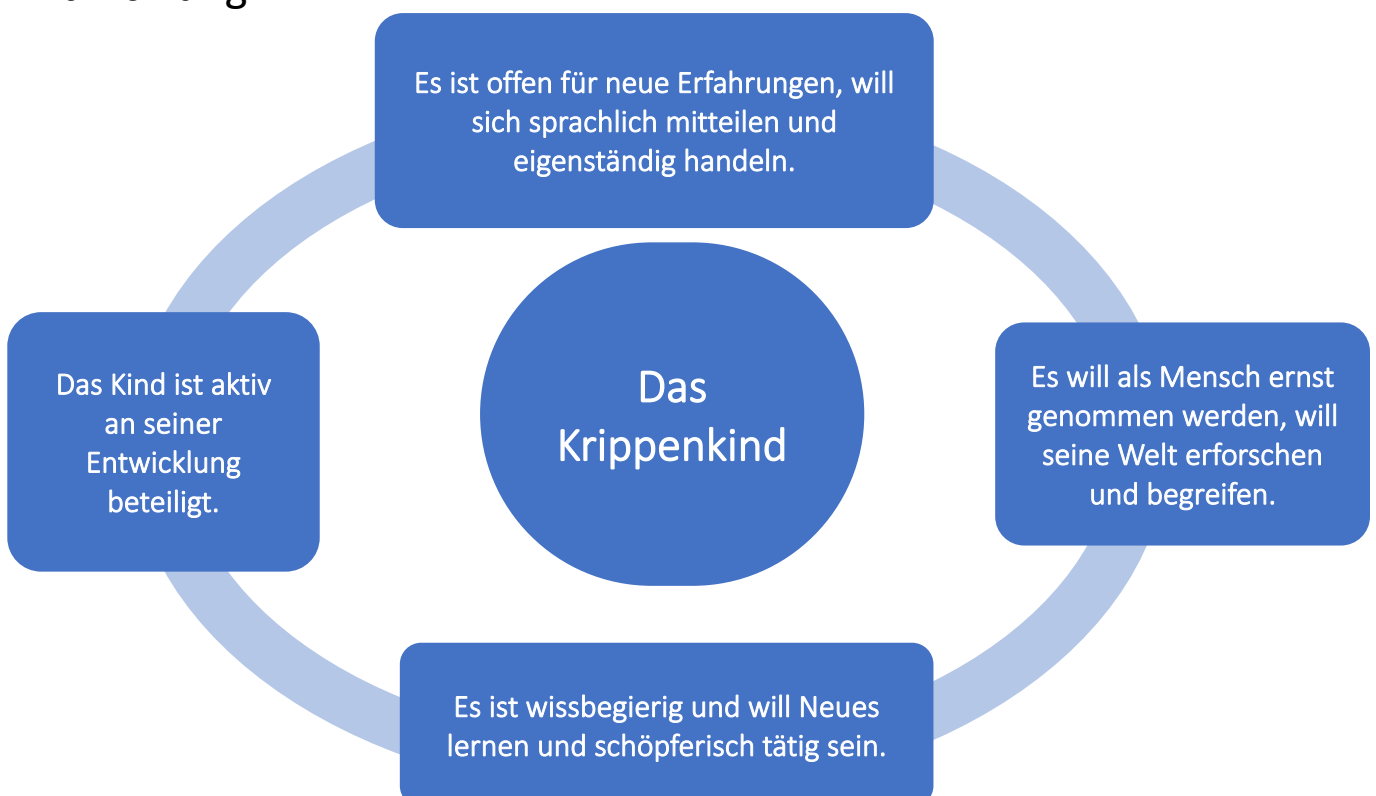 Es ist offen für neue Erfahrungen, will
sich sprachlich mitteilen und
eigenständig handeln.
Das Kind ist aktiv
an seiner
Entwicklung
beteiligt.
Das
Krippenkind
Es will als Mensch ernst
genommen werden, will
seine Welt erforschen
und begreifen.
Es ist wissbegierig und will Neues
lernen und schöpferisch tätig sein.